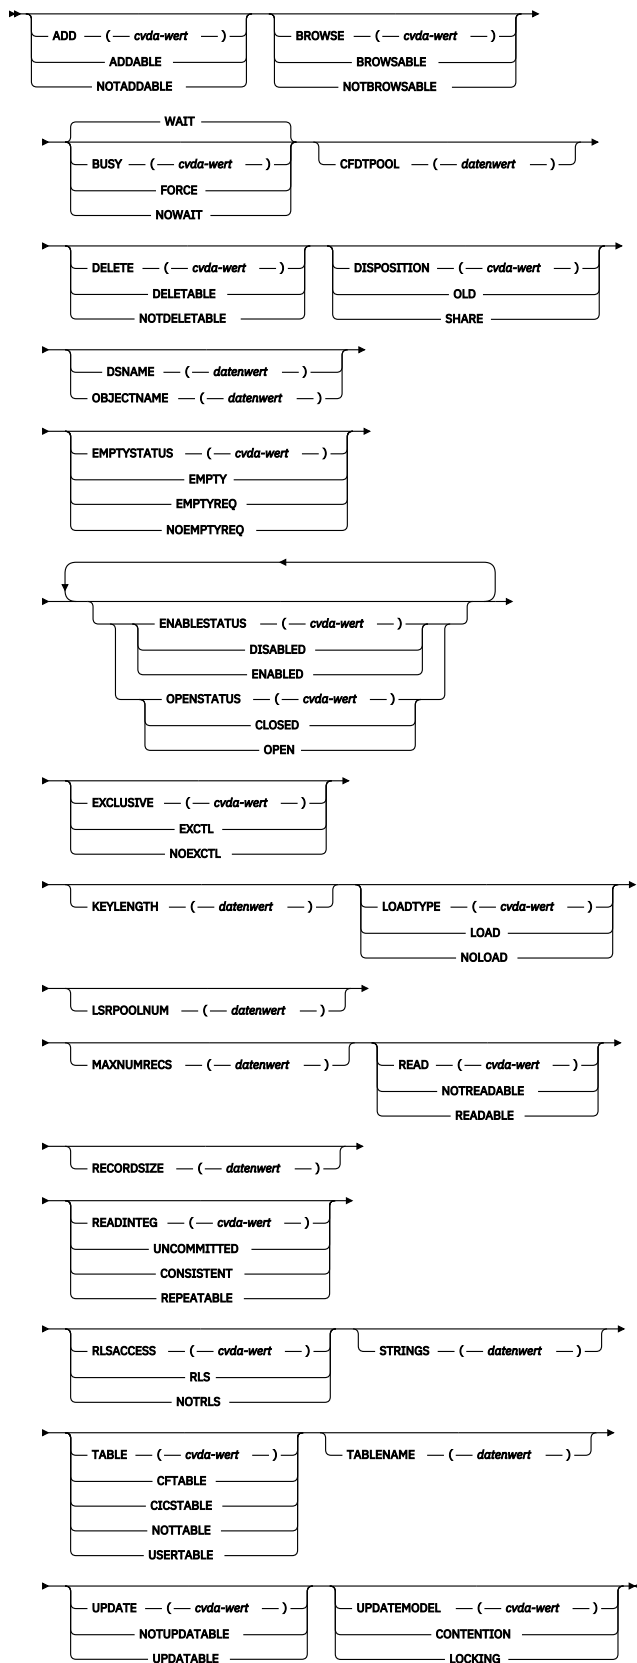 ADD ( cvda-wert ) BROWSE ( cvda-wert )
ADDABLE BROWSABLE
NOTADDABLE NOTBROWSABLE
WAIT
BUSY ( cvda-wert ) CFDTPOOL ( datenwert )
FORCE
NOWAIT
DELETE ( cvda-wert ) DISPOSITION ( cvda-wert )
DELETABLE OLD
NOTDELETABLE SHARE
DSNAME ( datenwert )
OBJECTNAME ( datenwert )
EMPTYSTATUS ( cvda-wert )
EMPTY
EMPTYREQ
NOEMPTYREQ
ENABLESTATUS ( cvda-wert )
DISABLED
ENABLED
OPENSTATUS ( cvda-wert )
CLOSED
OPEN
EXCLUSIVE ( cvda-wert )
EXCTL
NOEXCTL
KEYLENGTH ( datenwert ) LOADTYPE ( cvda-wert )
LOAD
NOLOAD
LSRPOOLNUM ( datenwert )
MAXNUMRECS ( datenwert ) READ ( cvda-wert )
NOTREADABLE
READABLE
RECORDSIZE ( datenwert )
READINTEG ( cvda-wert )
UNCOMMITTED
CONSISTENT
REPEATABLE
RLSACCESS ( cvda-wert ) STRINGS ( datenwert )
RLS
NOTRLS
TABLE ( cvda-wert ) TABLENAME ( datenwert )
CFTABLE
CICSTABLE
NOTTABLE
USERTABLE
UPDATE ( cvda-wert ) UPDATEMODEL ( cvda-wert )
NOTUPDATABLE CONTENTION
UPDATABLE LOCKING